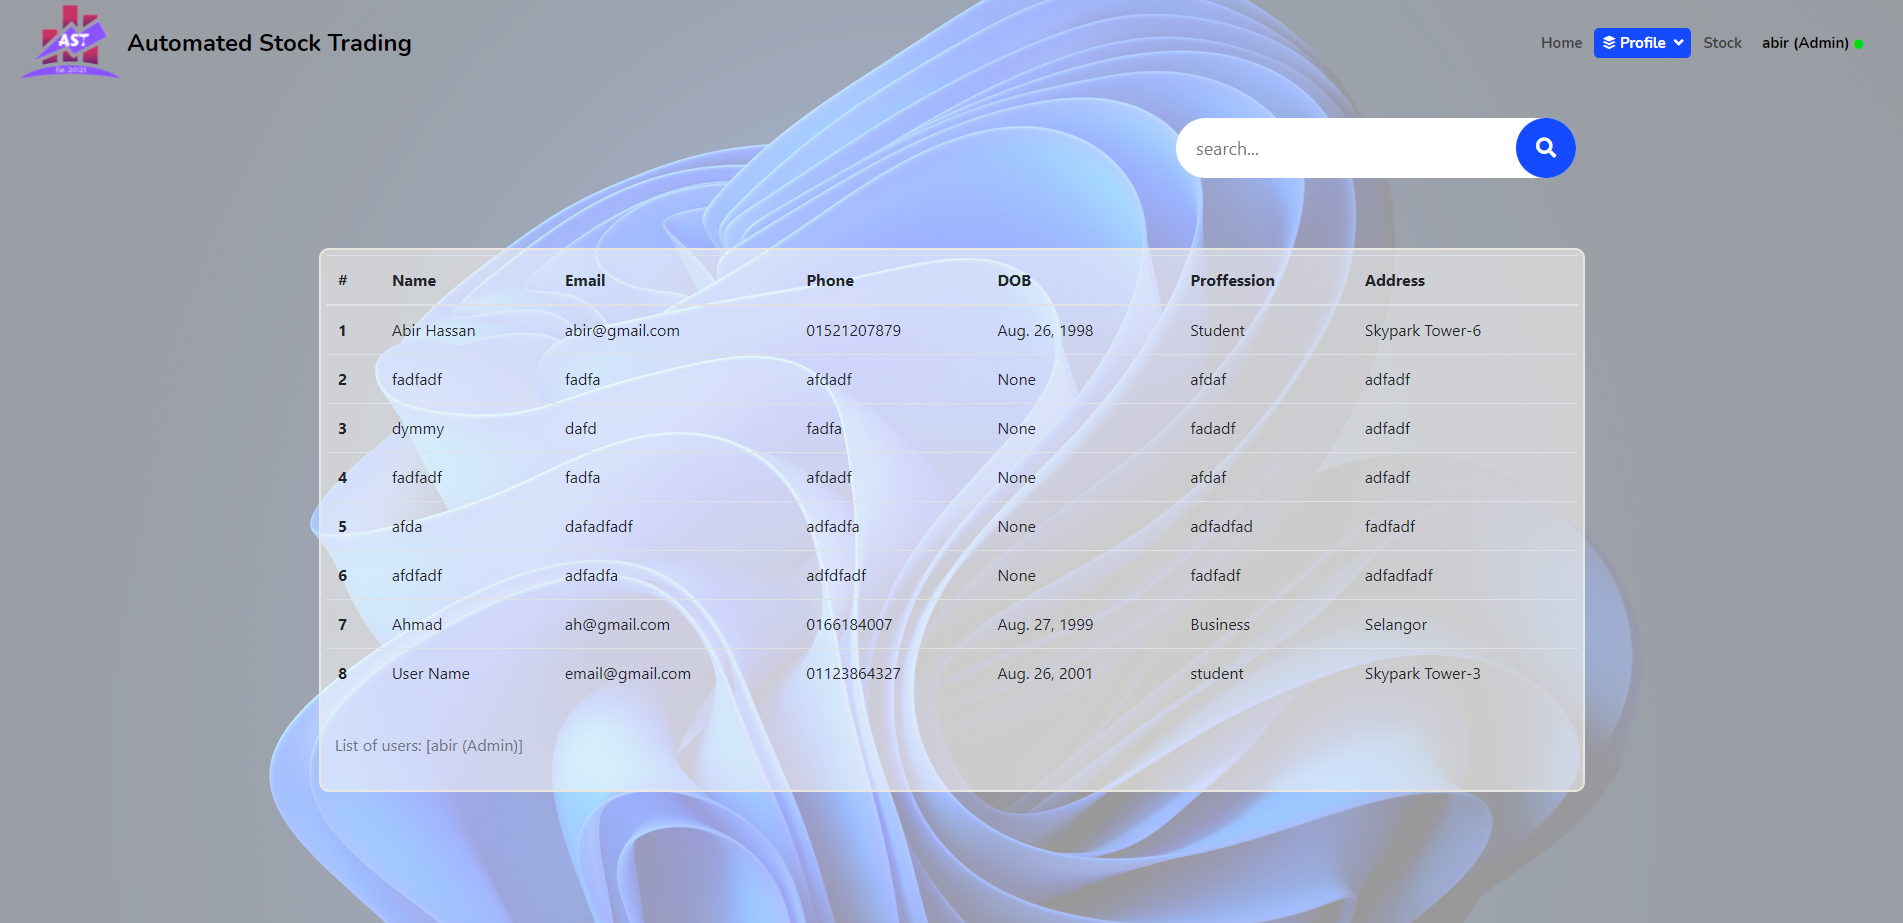 AST
Est. 2021
Automated Stock Trading
Home Profile Stock abir (Admin)
search...
# Name Email Phone DOB Proffession Address
1 Abir Hassan abir@gmail.com 01521207879 Aug. 26, 1998 Student Skypark Tower-6
2 fadfadf fadfa afdadf None afdaf adfadf
3 dymmy dafd fadfa None fadadf adfadf
4 fadfadf fadfa afdadf None afdaf adfadf
5 afda dafadfadf adfadfa None adfadfad fadfadf
6 afdfadf adfadfa adfdfadf None fadfadf adfadfadf
7 Ahmad ah@gmail.com 0166184007 Aug. 27, 1999 Business Selangor
8 User Name email@gmail.com 01123864327 Aug. 26, 2001 student Skypark Tower-3
List of users: [abir (Admin)]